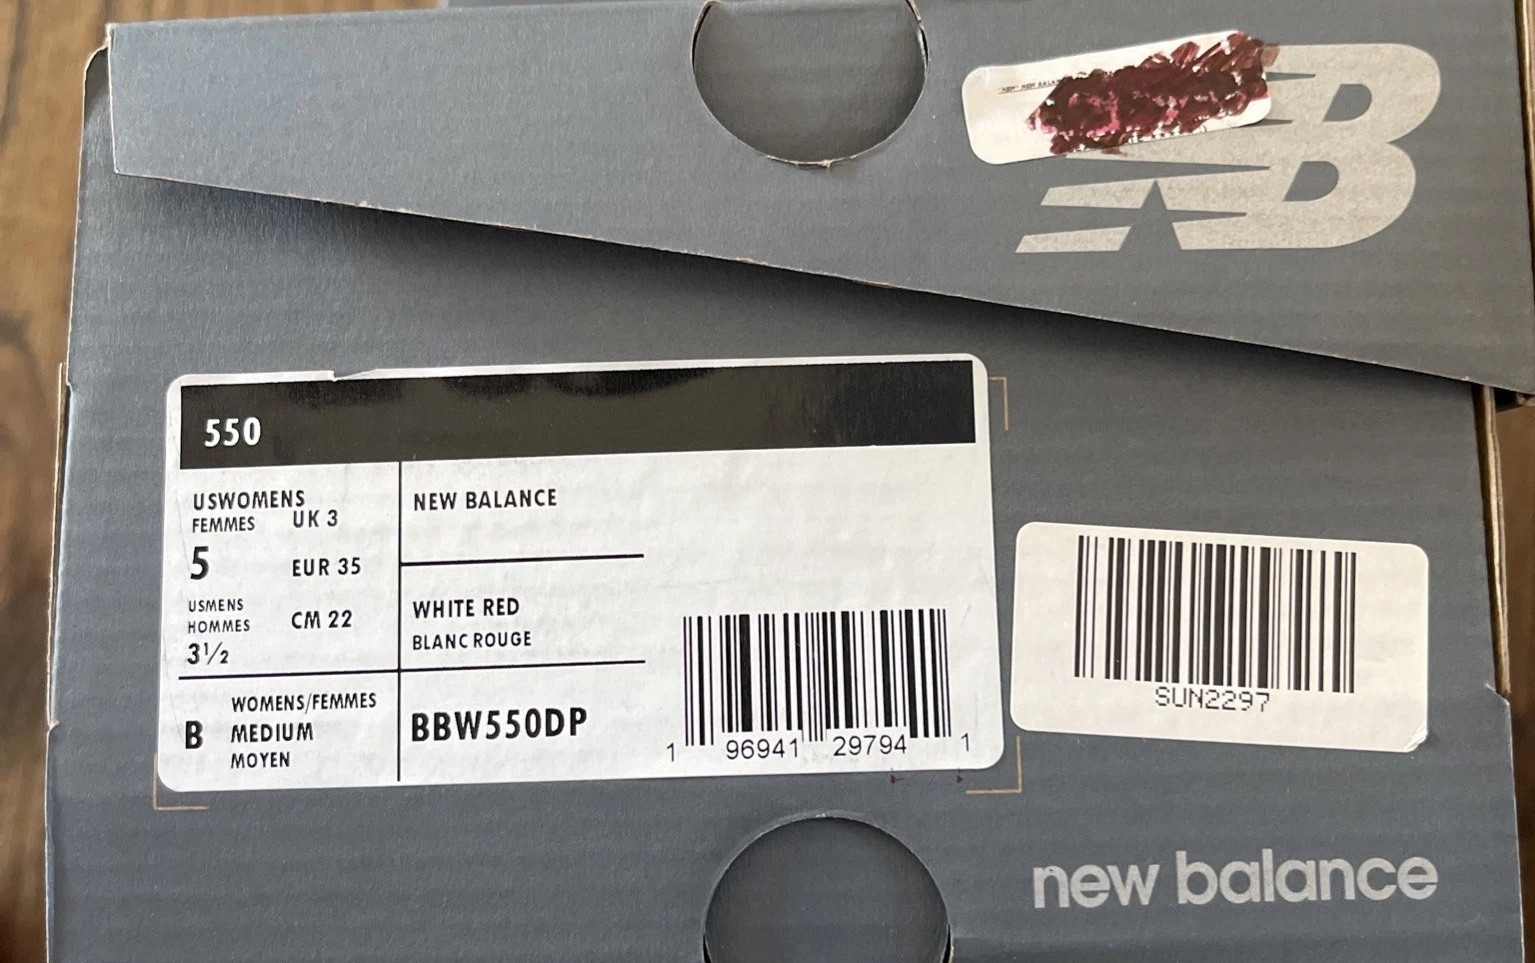 NB
550
USWOMENS
FEMMES UK 3
5 EUR 35
USMENS
HOMMES CM 22
3½
B WOMENS/FEMMES
MEDIUM
MOYEN
NEW BALANCE
WHITE RED
BLANC ROUGE
BBW550DP
1 96941 29794 1
SUN2297
new balance